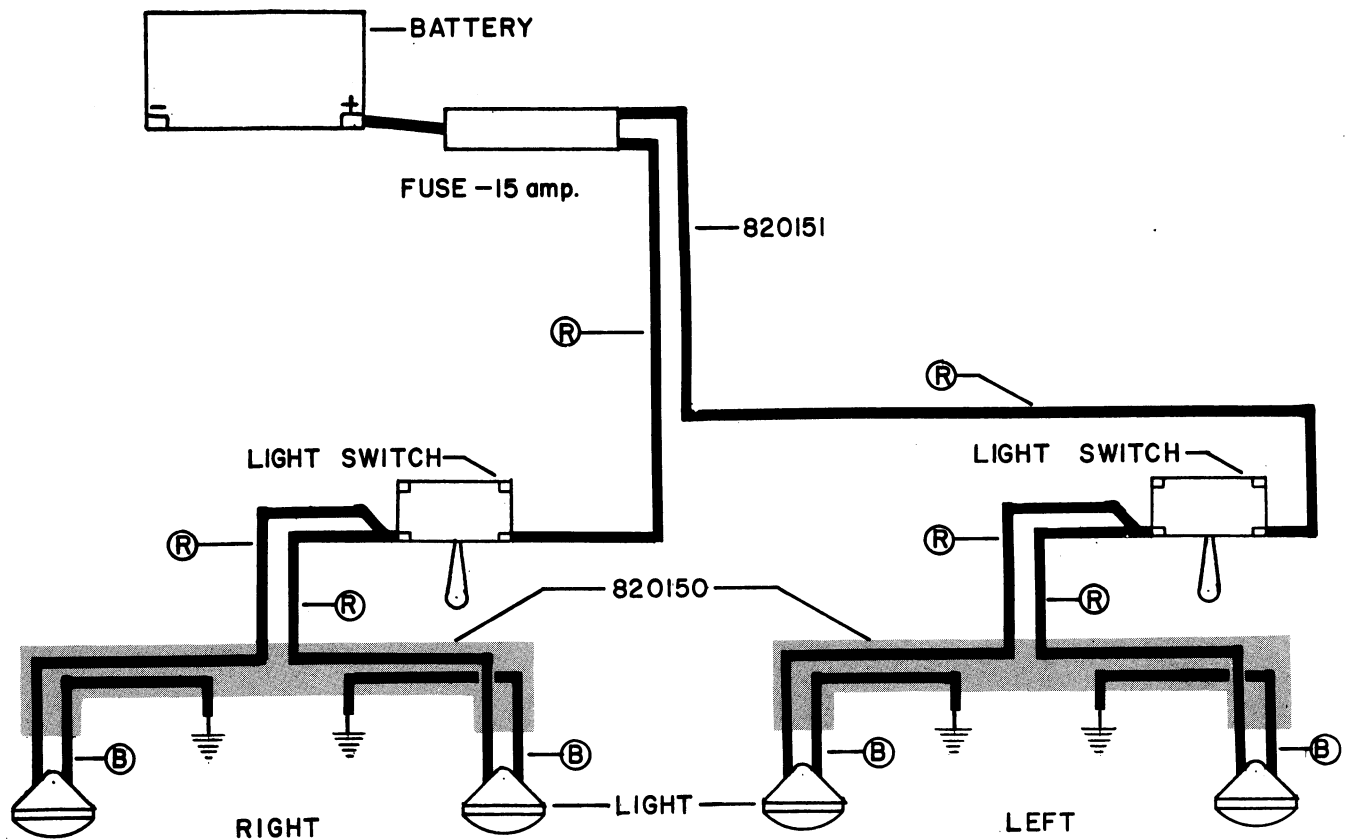 BATTERY
- +
FUSE – 15 amp.
820151
R
R
LIGHT SWITCH
LIGHT SWITCH
R
R
R
R
820150
B
B
B
B
LIGHT
RIGHT
LEFT